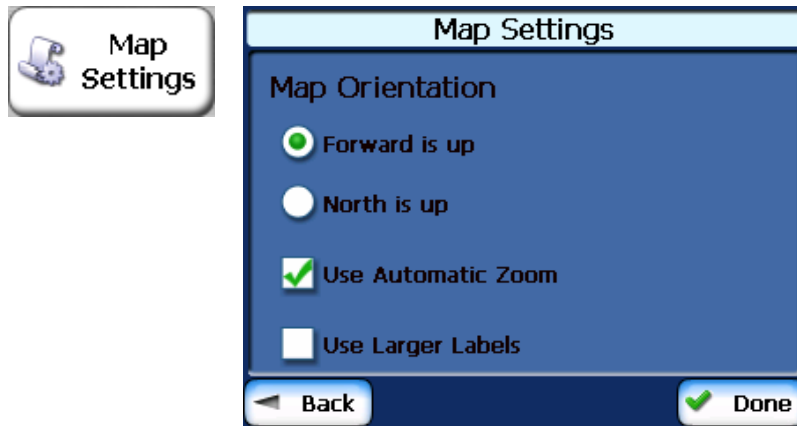 Map
Settings
Map Settings
Map Orientation
Forward is up
North is up
Use Automatic Zoom
Use Larger Labels
Back
Done